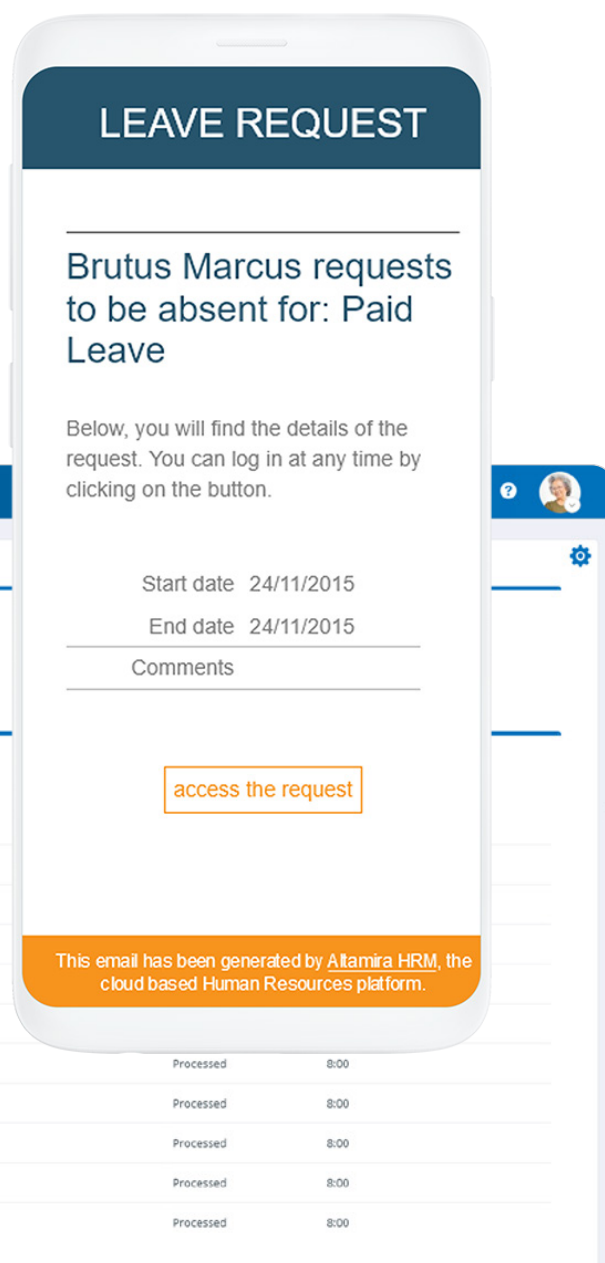 LEAVE REQUEST
Brutus Marcus requests
to be absent for: Paid
Leave
Below, you will find the details of the
request. You can log in at any time by
clicking on the button.
Start date 24/11/2015
End date 24/11/2015
Comments
access the request
This email has been generated by Altamira HRM, the
cloud based Human Resources platform.
?
Processed 8:00
Processed 8:00
Processed 8:00
Processed 8:00
Processed 8:00